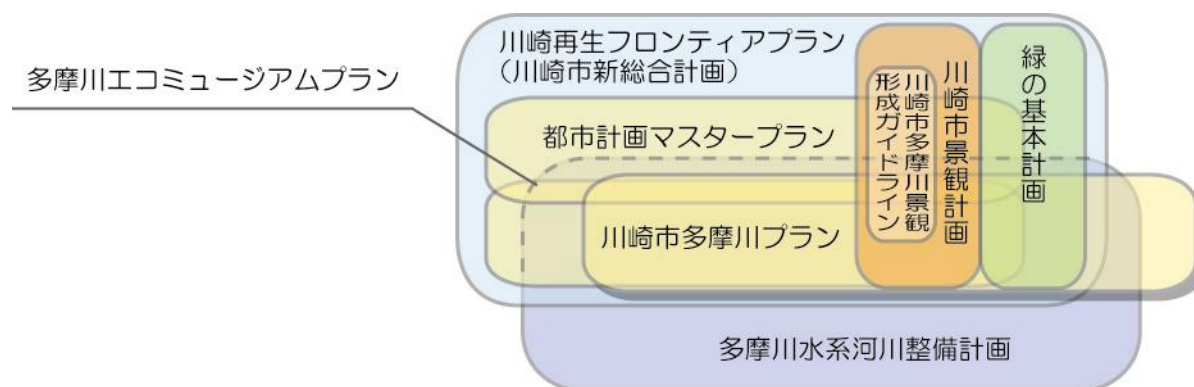 川崎再生フロンティアプラン
（川崎市新総合計画）
多摩川エコミュージアムプラン
都市計画マスタープラン
川崎市多摩川プラン
川崎市景観計画
川崎市多摩川景観
形成ガイドライン
緑の基本計画
多摩川水系河川整備計画